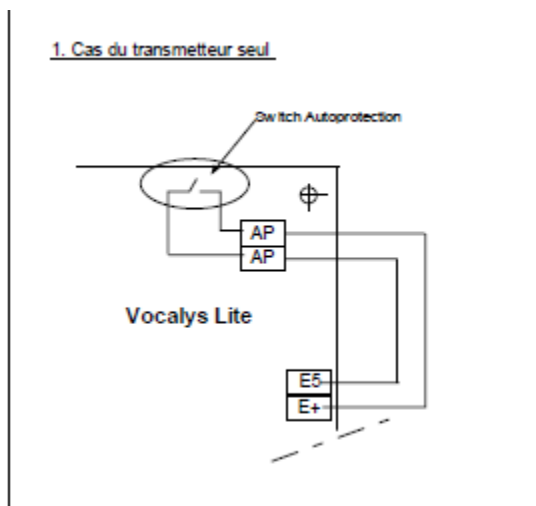 1. Cas du transmetteur seul
Switch Autoprotection
AP
AP
Vocalys Lite
E5
E+